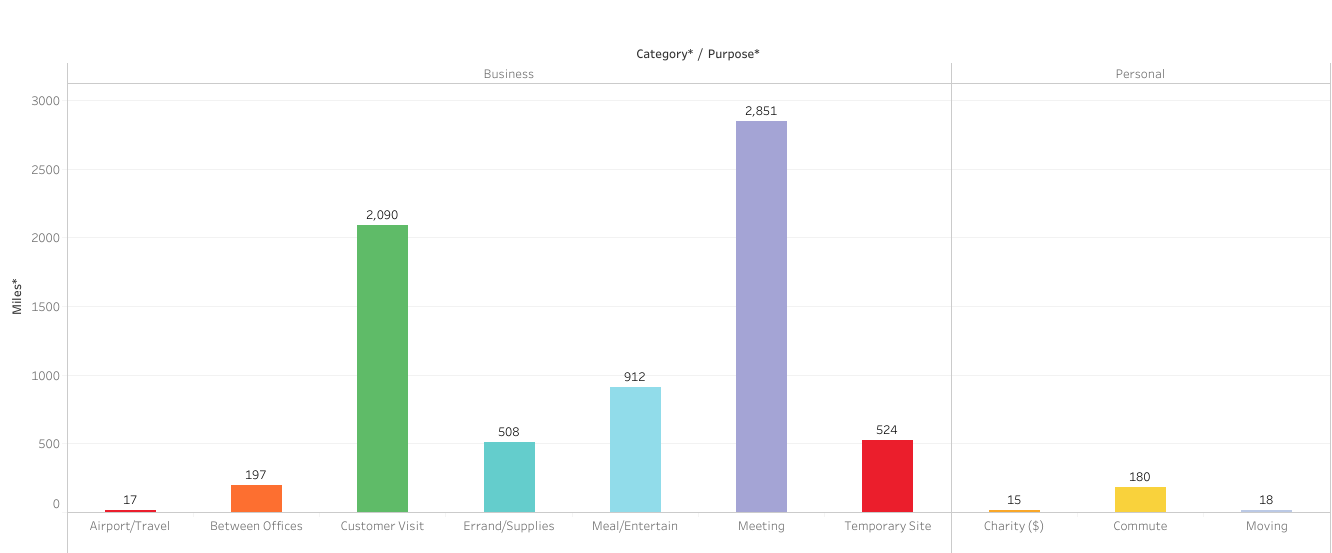 Category* / Purpose*
Business Personal
3000
2500
2000
1500
1000
500
0
Miles*
17 197 2,090 508 912 2,851 524 15 180 18
Airport/Travel Between Offices Customer Visit Errand/Supplies Meal/Entertain Meeting Temporary Site Charity ($) Commute Moving